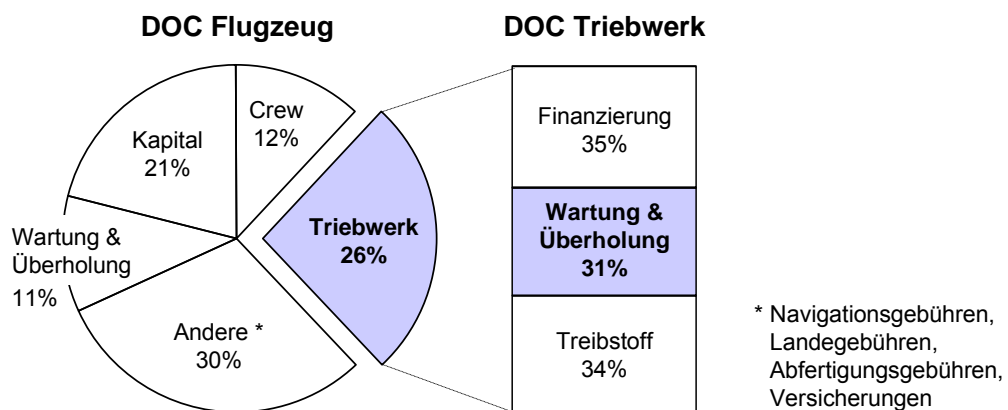 DOC Flugzeug
DOC Triebwerk
Crew
12%
Kapital
21%
Wartung &
Überholung
11%
Andere *
30%
Triebwerk
26%
Finanzierung
35%
Wartung &
Überholung
31%
Treibstoff
34%
* Navigationsgebühren,
Landegebühren,
Abfertigungsgebühren,
Versicherungen